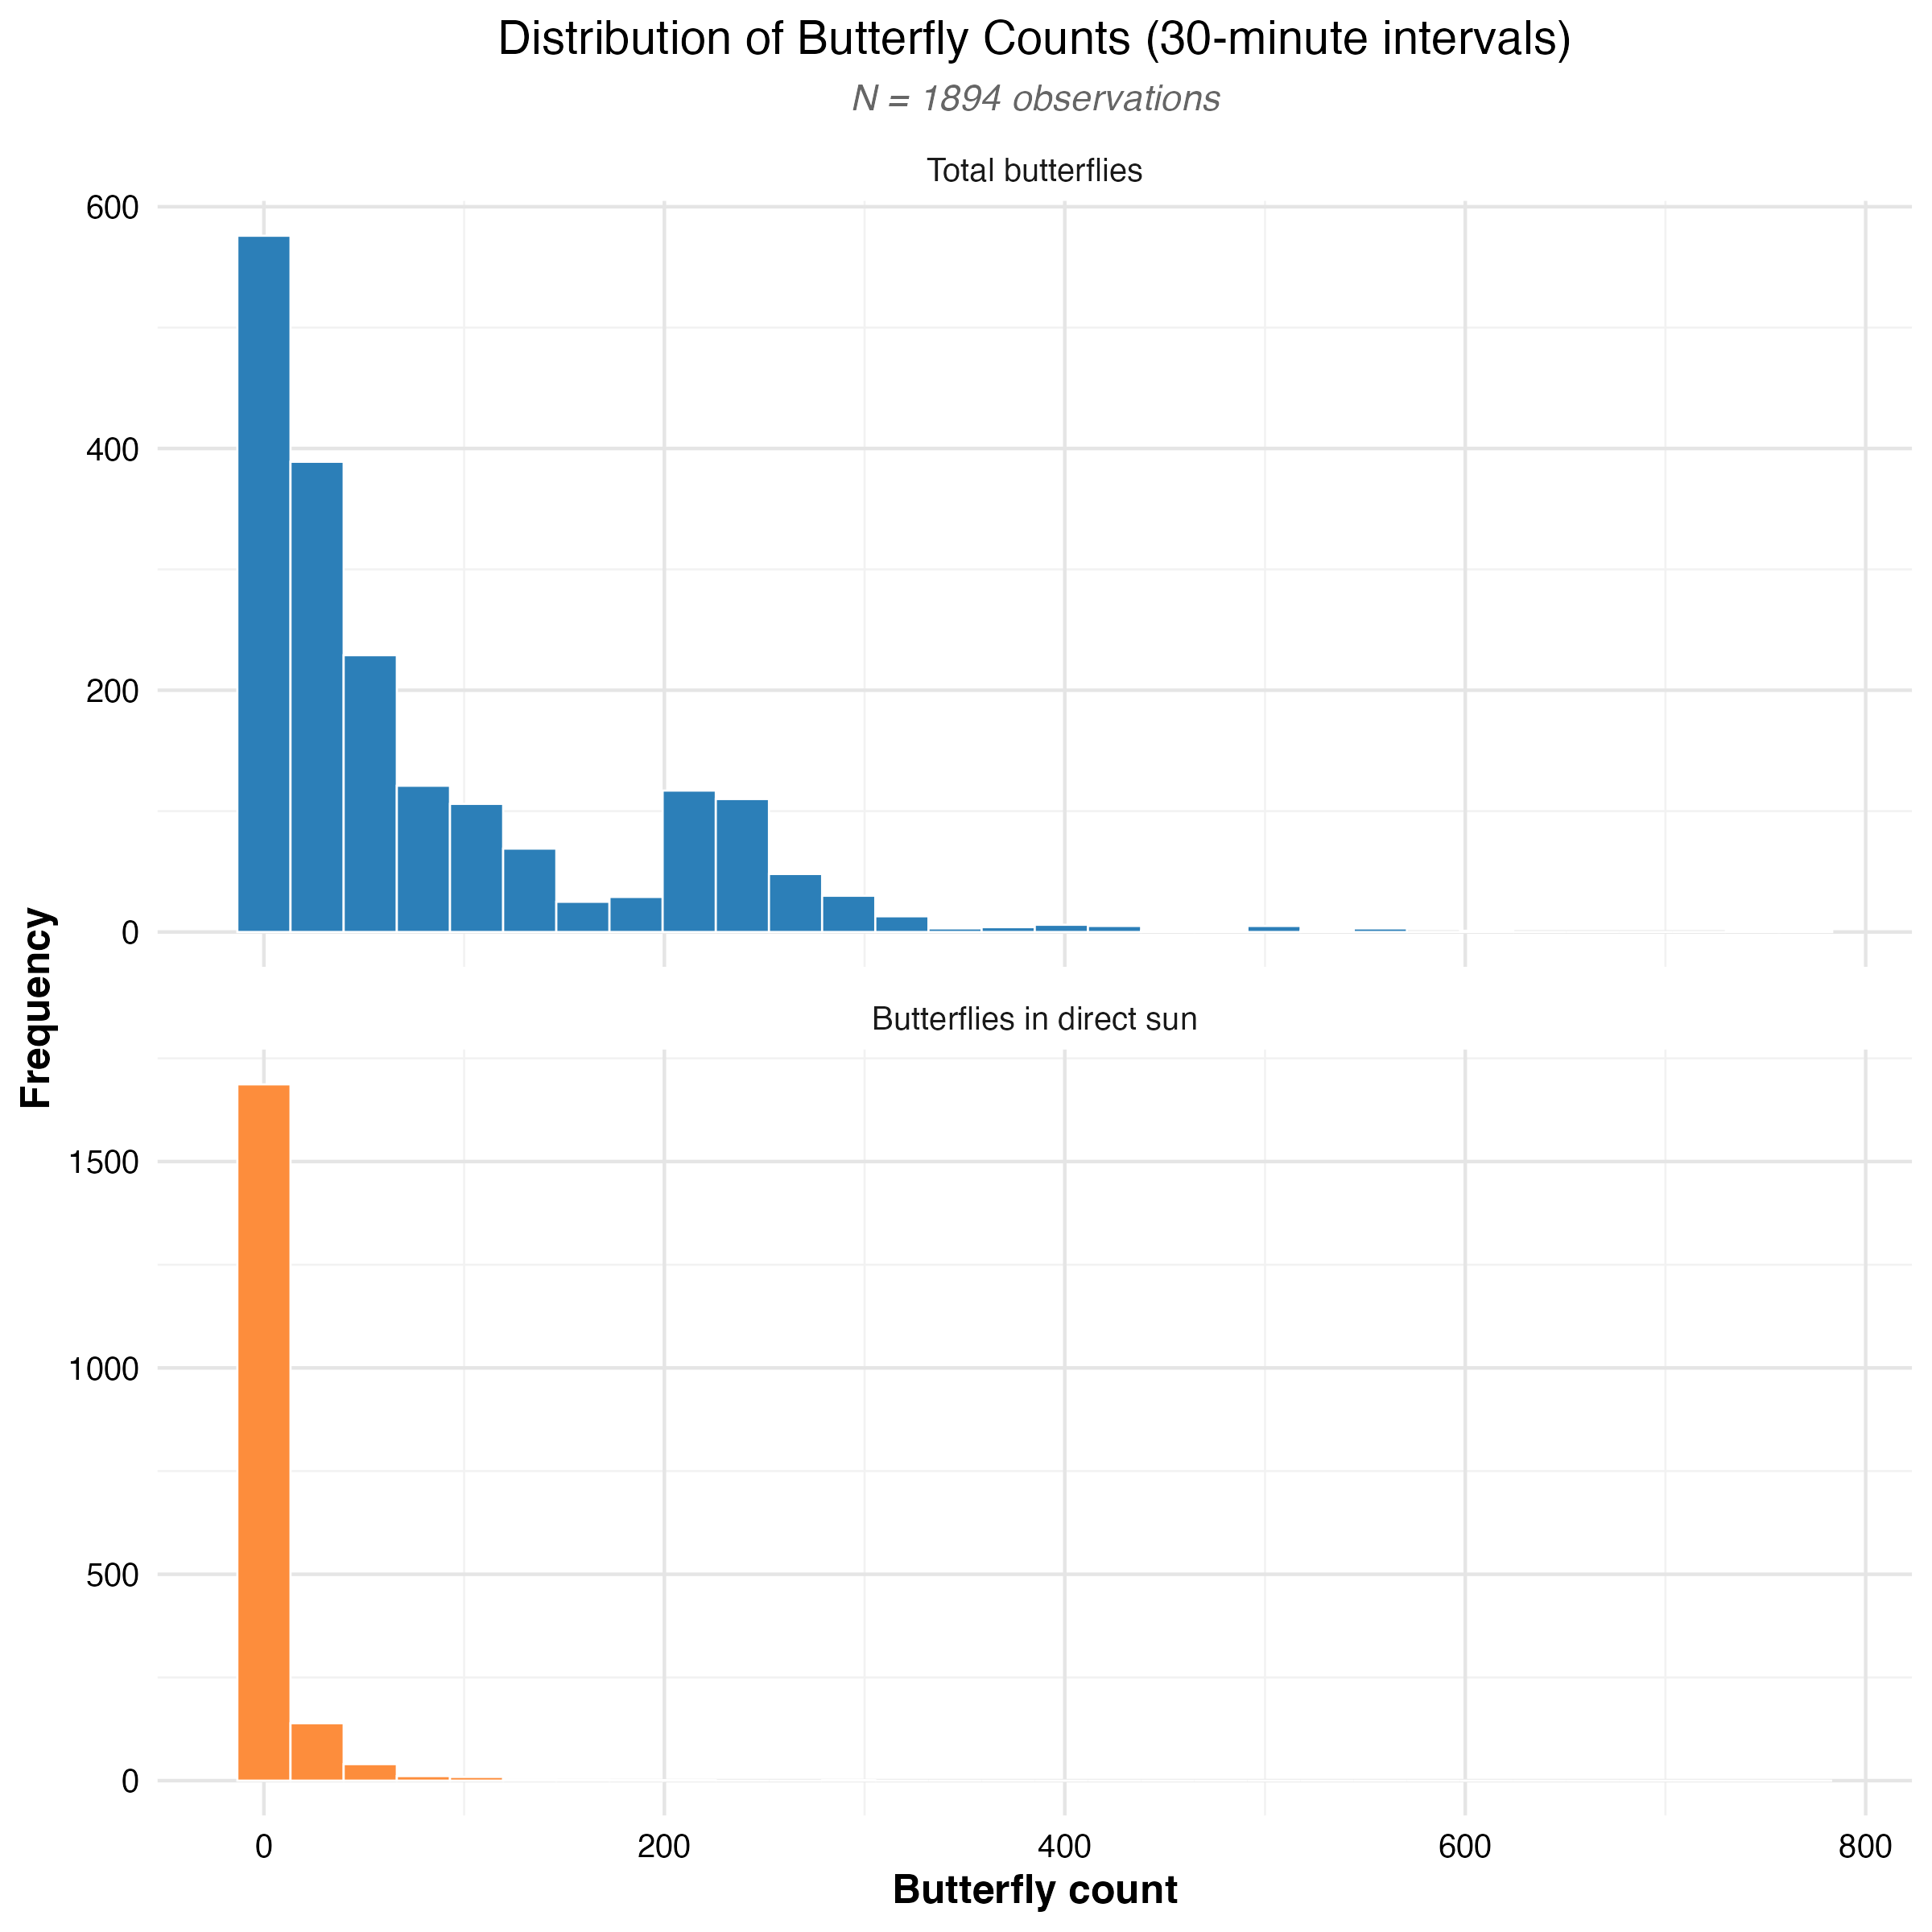 Distribution of Butterfly Counts (30-minute intervals)
N = 1894 observations
Total butterflies
600
400
200
0
Frequency
Butterflies in direct sun
1500
1000
500
0
0 200 400 600 800
Butterfly count